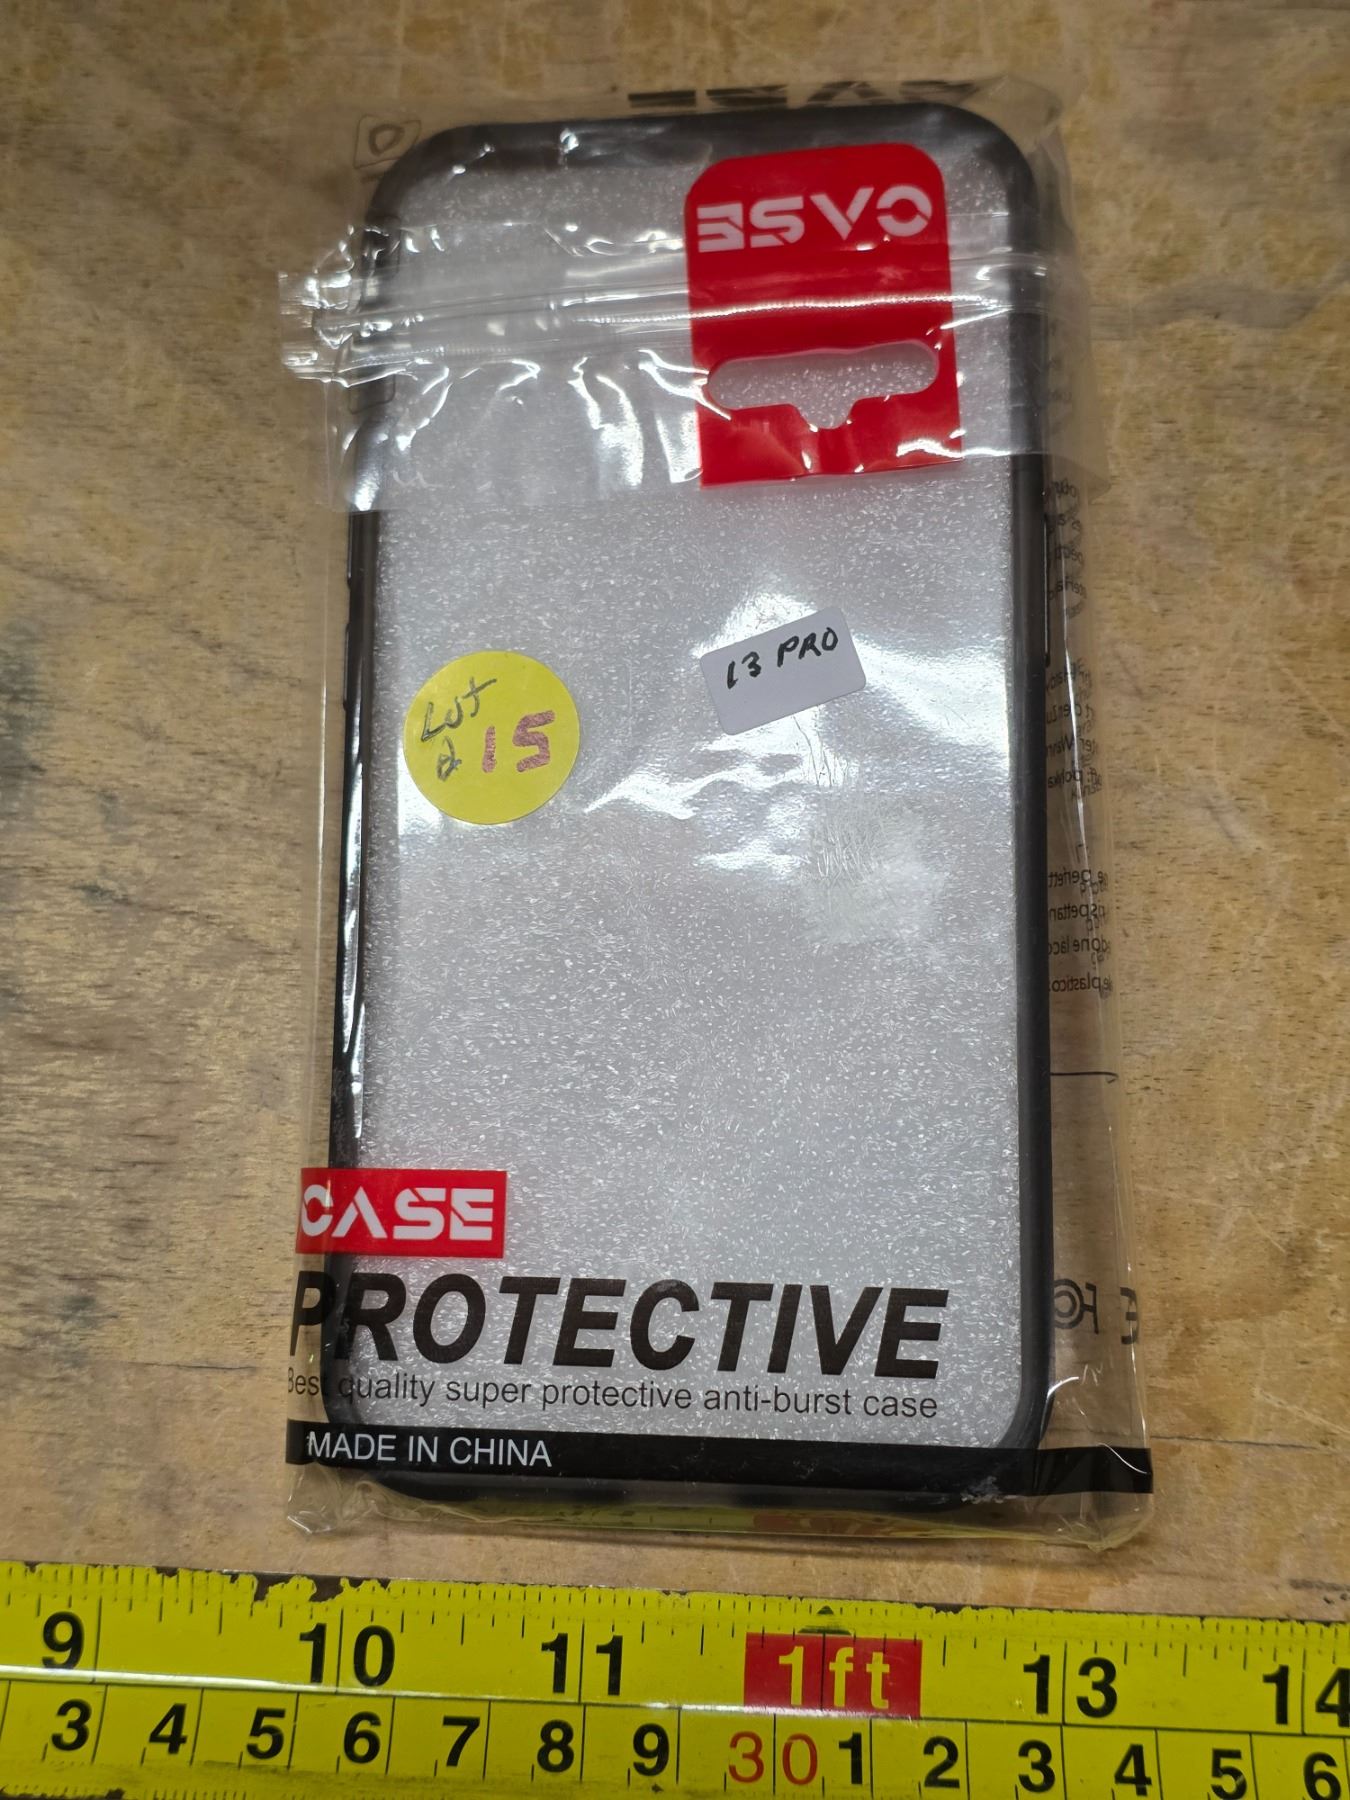 CASE
13 PRO
Lot
215
CASE
PROTECTIVE
Best quality super protective anti-burst case
MADE IN CHINA
FC
9 10 11 1ft 13 14
3 4 5 6 7 8 9 30 1 2 3 4 5 6